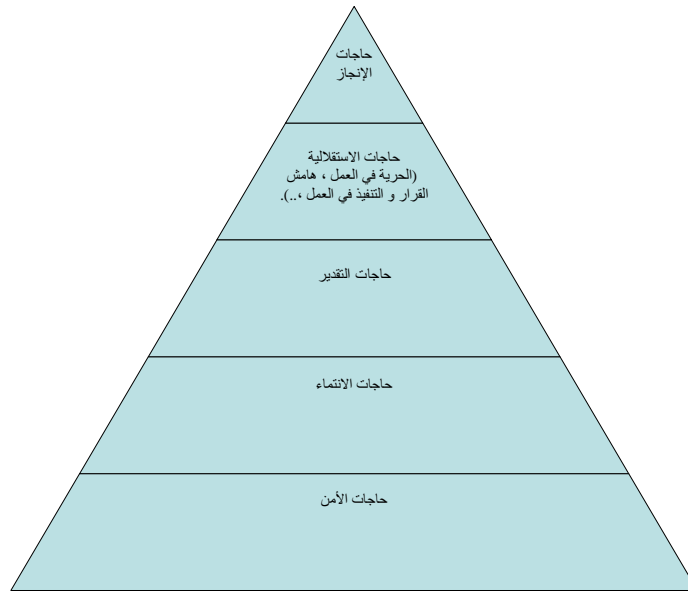 حاجات
الإنجاز
حاجات الاستقلالية
(الحرية في العمل ، هامش
القرار و التنفيذ في العمل ،..).
حاجات التقدير
حاجات الانتماء
حاجات الأمن